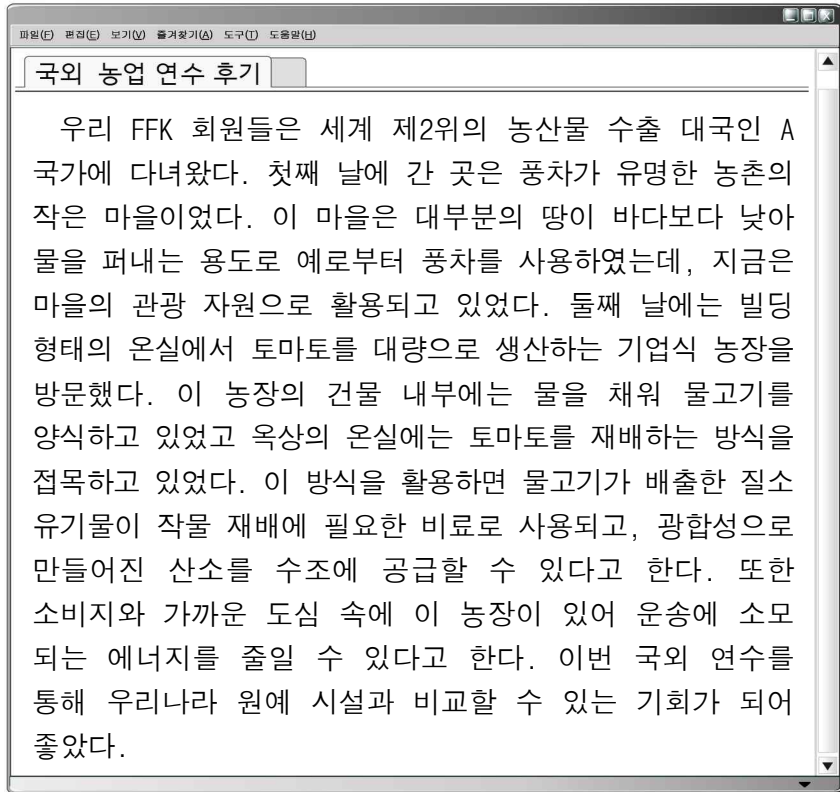 파일(F) 편집(E) 보기(V) 즐겨찾기(A) 도구(T) 도움말(H)
국외 농업 연수 후기
우리 FFK 회원들은 세계 제2위의 농산물 수출 대국인 A
국가에 다녀왔다. 첫째 날에 간 곳은 풍차가 유명한 농촌의
작은 마을이었다. 이 마을은 대부분의 땅이 바다보다 낮아
물을 퍼내는 용도로 예로부터 풍차를 사용하였는데, 지금은
마을의 관광 자원으로 활용되고 있었다. 둘째 날에는 빌딩
형태의 온실에서 토마토를 대량으로 생산하는 기업식 농장을
방문했다. 이 농장의 건물 내부에는 물을 채워 물고기를
양식하고 있었고 옥상의 온실에는 토마토를 재배하는 방식을
접목하고 있었다. 이 방식을 활용하면 물고기가 배출한 질소
유기물이 작물 재배에 필요한 비료로 사용되고, 광합성으로
만들어진 산소를 수조에 공급할 수 있다고 한다. 또한
소비지와 가까운 도심 속에 이 농장이 있어 운송에 소모
되는 에너지를 줄일 수 있다고 한다. 이번 국외 연수를
통해 우리나라 원예 시설과 비교할 수 있는 기회가 되어
좋았다.